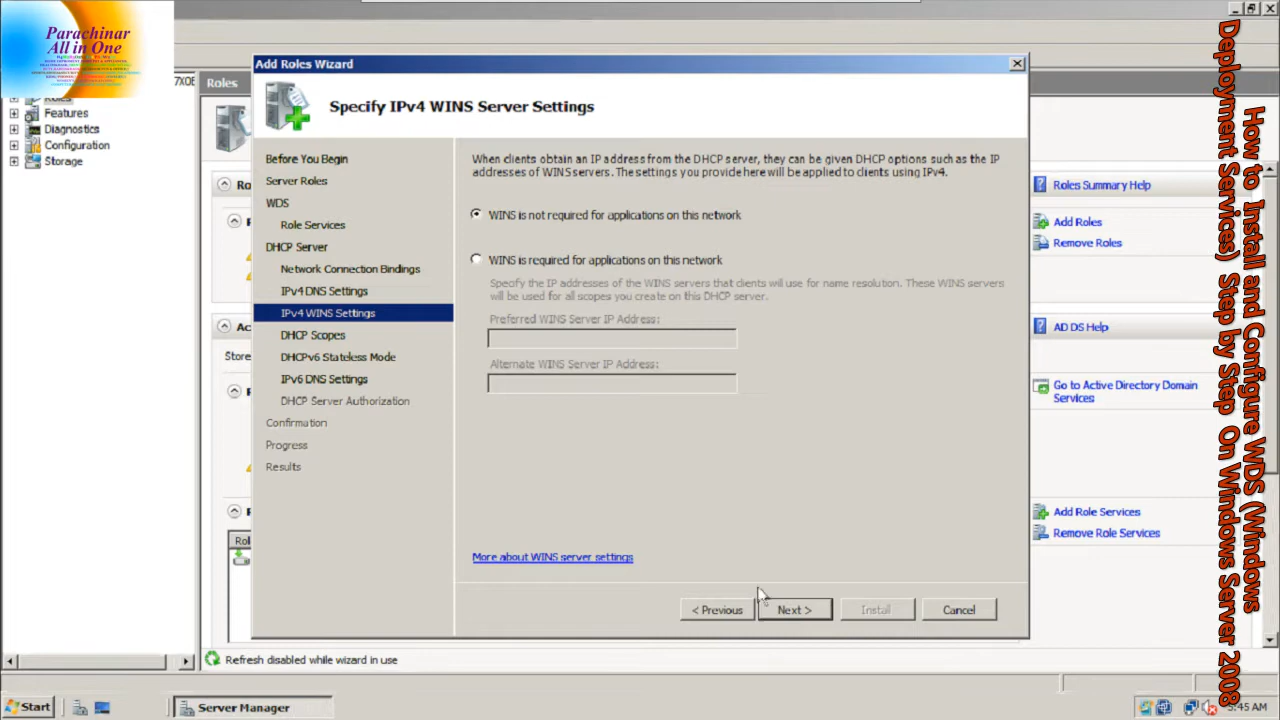 Parachinar
All in One
Add Roles Wizard
Specify IPv4 WINS Server Settings
Roles
Features
Diagnostics
Configuration
Storage
Roles
Before You Begin
Server Roles
WDS
Role Services
DHCP Server
Network Connection Bindings
IPv4 DNS Settings
IPv4 WINS Settings
DHCP Scopes
DHCPv6 Stateless Mode
IPv6 DNS Settings
DHCP Server Authorization
Confirmation
Progress
Results
When clients obtain an IP address from the DHCP server, they can be given DHCP options such as the IP
addresses of WINS servers. The settings you provide here will be applied to clients using IPv4.
WINS is not required for applications on this network
WINS is required for applications on this network
Specify the IP addresses of the WINS servers that clients will use for name resolution. These WINS servers
will be used for all scopes you create on this DHCP server.
Preferred WINS Server IP Address:
Alternate WINS Server IP Address:
More about WINS server settings
< Previous
Next >
Install
Cancel
Roles Summary Help
Add Roles
Remove Roles
AD DS Help
Go to Active Directory Domain
Services
Add Role Services
Remove Role Services
Refresh disabled while wizard in use
Start
Server Manager
5:45 AM
How to Install and Configure WDS (Windows
Deployment Services) Step by Step On Windows Server 2008